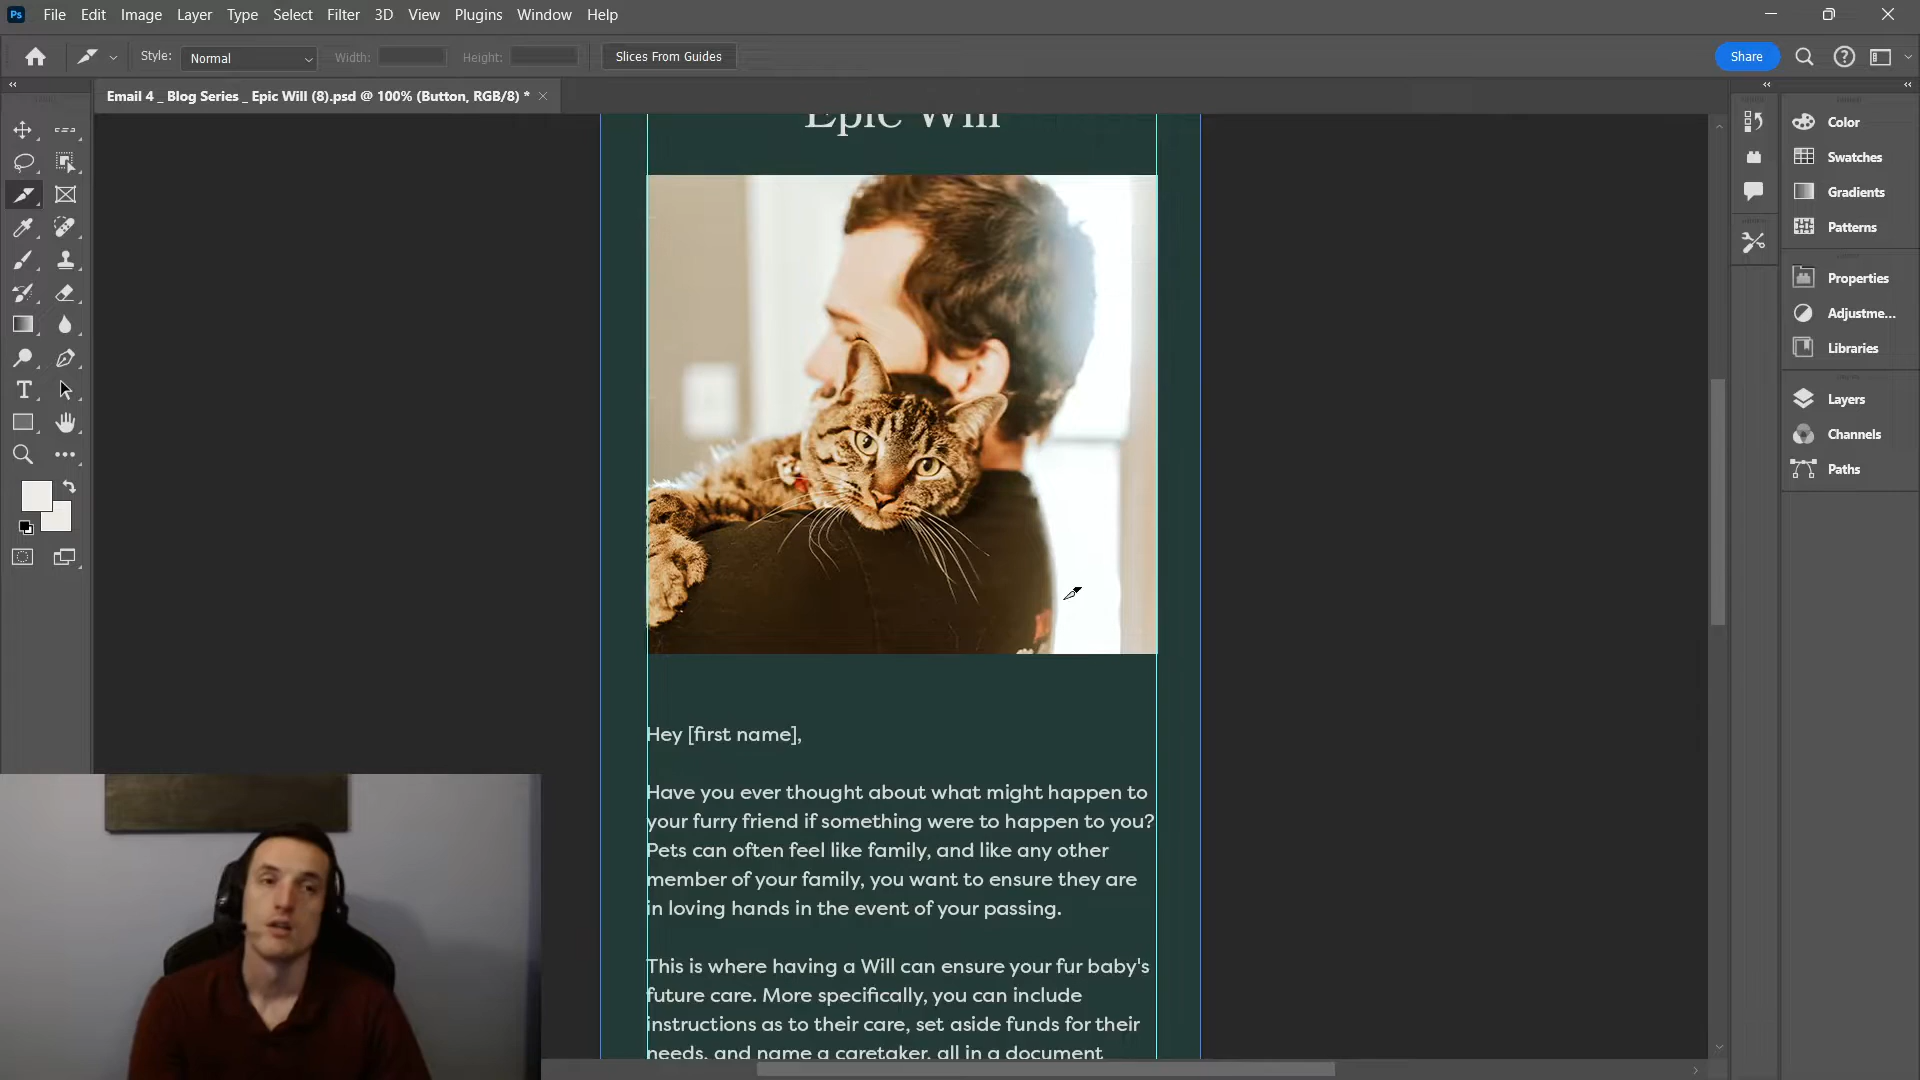 Ps File Edit Image Layer Type Select Filter 3D View Plugins Window Help
Style: Normal Width: Height: Slices From Guides Share
Email 4 _ Blog Series _ Epic Will (8).psd @ 100% (Button, RGB/8) *
Color
Swatches
Gradients
Patterns
Properties
Adjustme...
Libraries
Layers
Channels
Paths
Epic Will
Hey [first name],
Have you ever thought about what might happen to
your furry friend if something were to happen to you?
Pets can often feel like family, and like any other
member of your family, you want to ensure they are
in loving hands in the event of your passing.
This is where having a Will can ensure your fur baby's
future care. More specifically, you can include
instructions as to their care, set aside funds for their
needs, and name a caretaker, all in a document